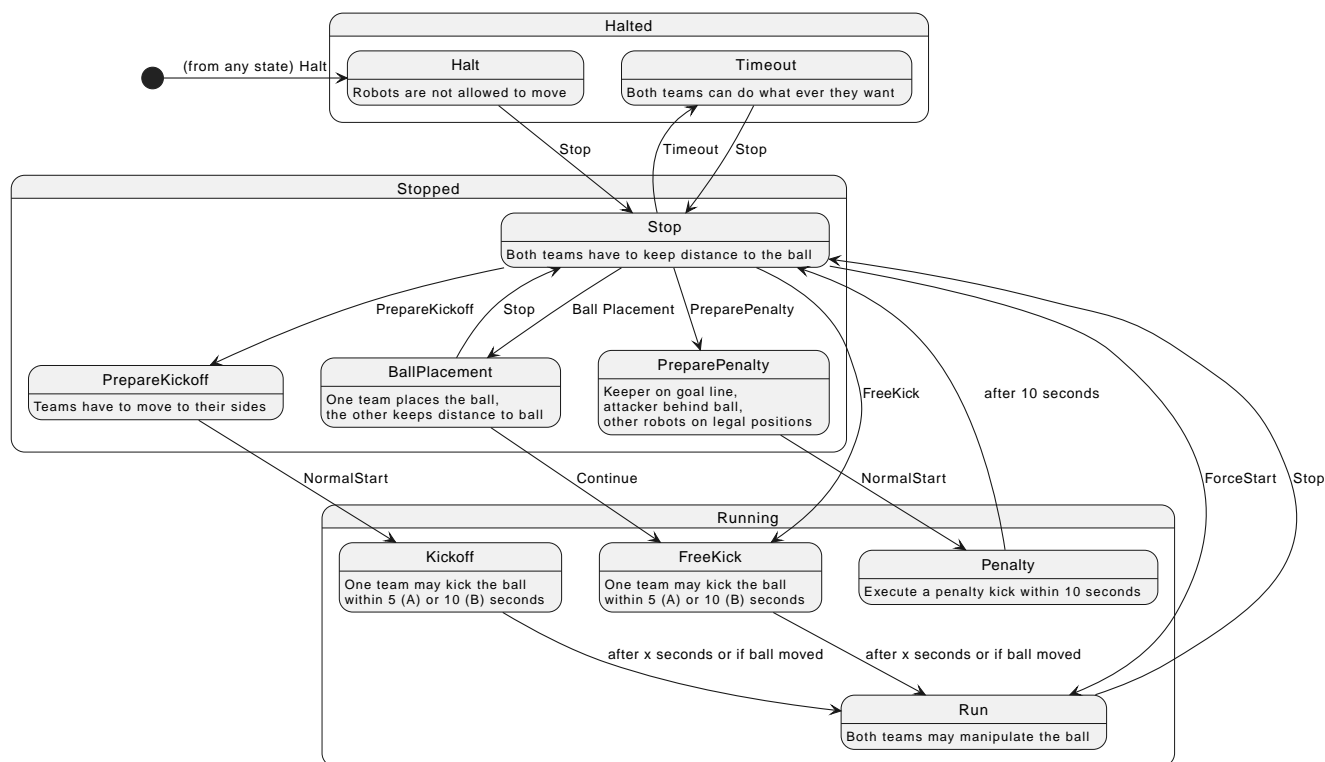 Halted
Halt
Robots are not allowed to move
Timeout
Both teams can do what ever they want
(from any state) Halt
Stop
Timeout
Stop
Stopped
Stop
Both teams have to keep distance to the ball
PrepareKickoff
Stop
Ball Placement
PreparePenalty
PrepareKickoff
Teams have to move to their sides
BallPlacement
One team places the ball,
the other keeps distance to ball
PreparePenalty
Keeper on goal line,
attacker behind ball,
other robots on legal positions
FreeKick
after 10 seconds
NormalStart
Continue
NormalStart
ForceStart
Stop
Running
Kickoff
One team may kick the ball
within 5 (A) or 10 (B) seconds
FreeKick
One team may kick the ball
within 5 (A) or 10 (B) seconds
Penalty
Execute a penalty kick within 10 seconds
after x seconds or if ball moved
after x seconds or if ball moved
Run
Both teams may manipulate the ball